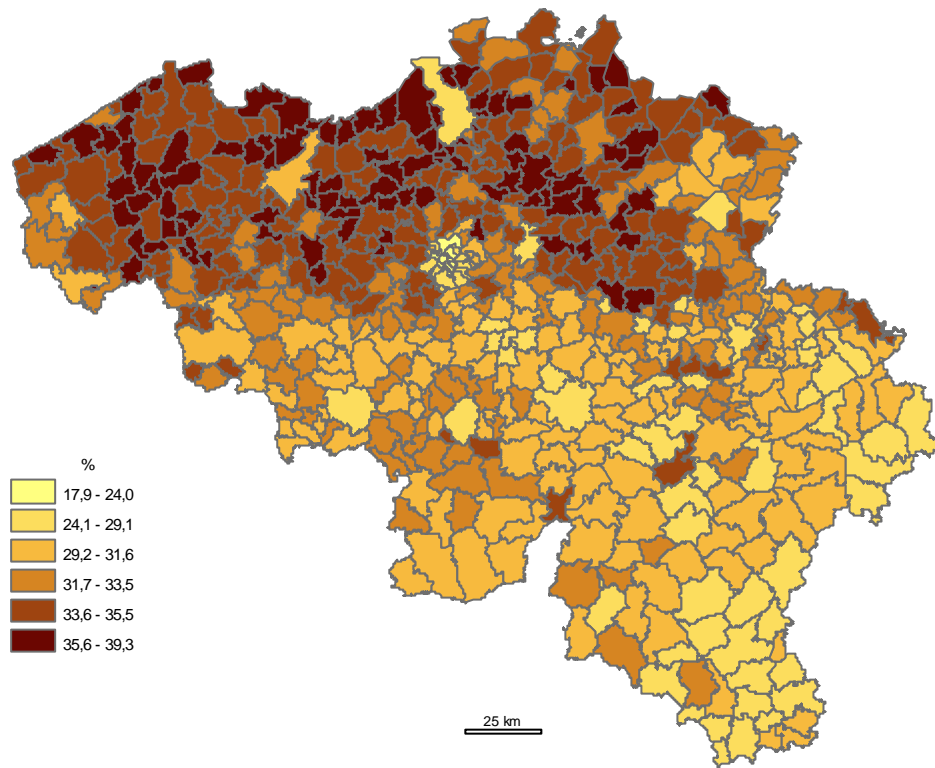 %
17,9 - 24,0
24,1 - 29,1
29,2 - 31,6
31,7 - 33,5
33,6 - 35,5
35,6 - 39,3
25 km